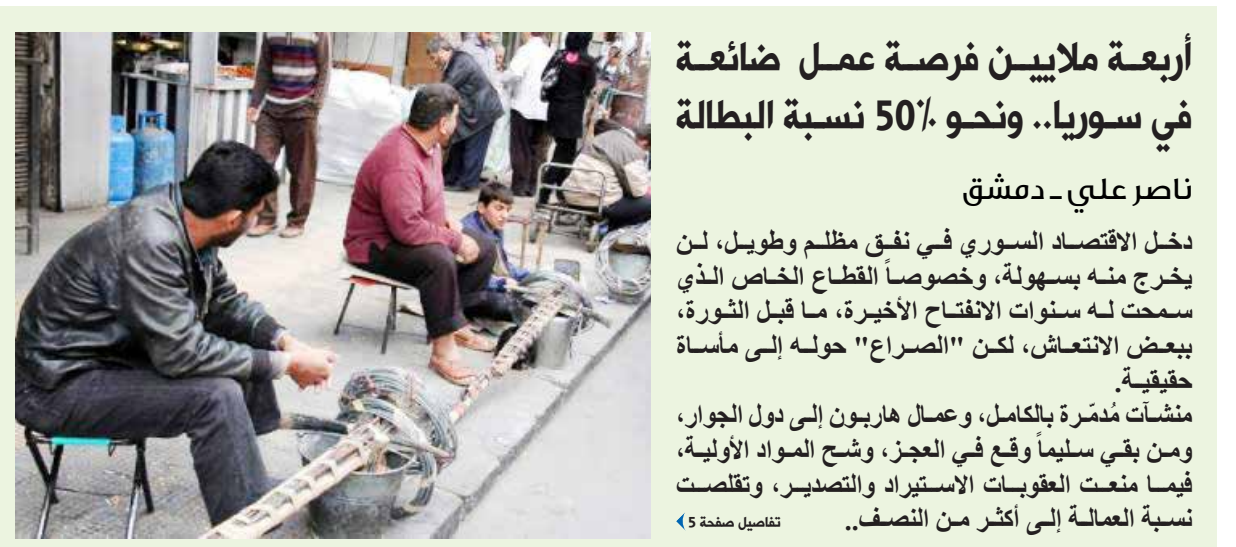 أربعة ملايين فرصة عمل ضائعة
في سوريا.. ونحو 50٪ نسبة البطالة
ناصر علي - دمشق
دخل الاقتصاد السوري في نفق مظلم وطويل، لن
يخرج منه بسهولة، وخصوصاً القطاع الخاص الذي
سمحت له سنوات الانفتاح الأخيرة، ما قبل الثورة،
ببعض الانتعاش، لكن "الصراع" حوله إلى مأساة
حقيقية.
منشآت مُدمّرة بالكامل، وعمال هاربون إلى دول الجوار،
ومن بقي سليماً وقع في العجز، وشح المواد الأولية،
فيما منعت العقوبات الاستيراد والتصدير، وتقلصت
نسبة العمالة إلى أكثر من النصف..
تفاصيل صفحة 5